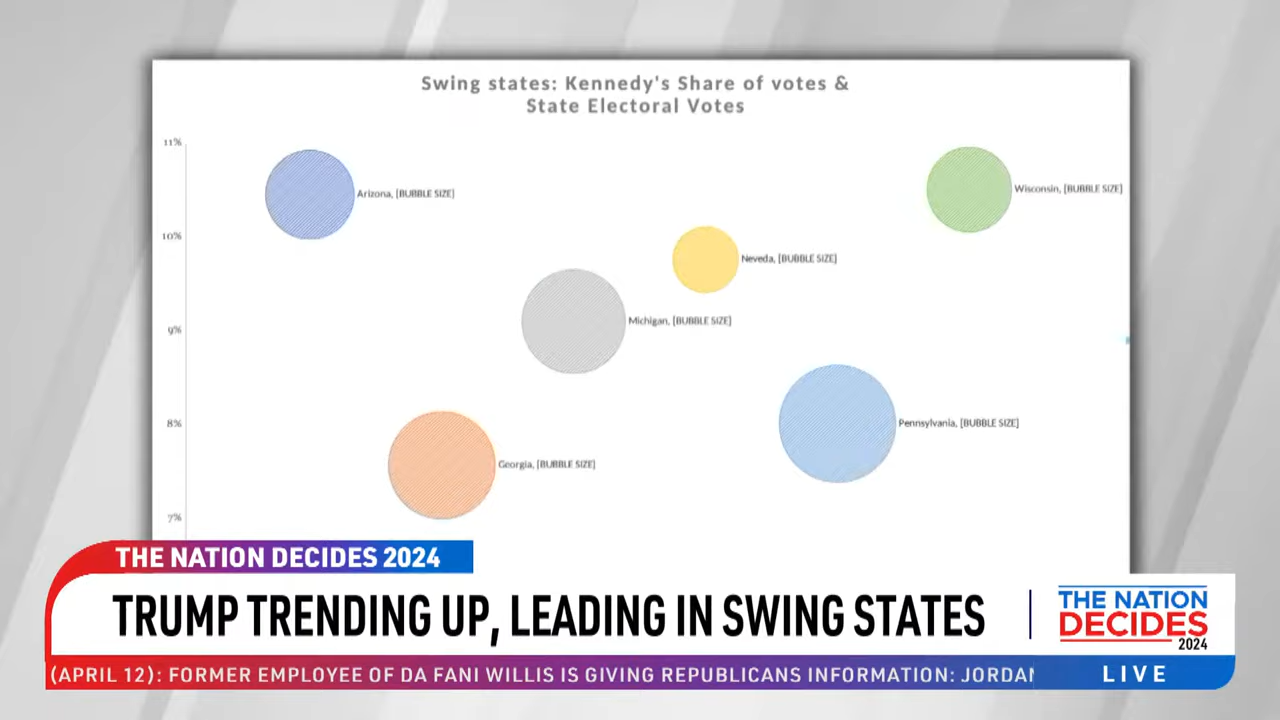 Swing states: Kennedy's Share of votes &
State Electoral Votes
11%
Arizona, [BUBBLE SIZE]
Wisconsin, [BUBBLE SIZE]
10%
Neveda, [BUBBLE SIZE]
Michigan, [BUBBLE SIZE]
9%
8%
Pennsylvania, [BUBBLE SIZE]
Georgia, [BUBBLE SIZE]
7%
THE NATION DECIDES 2024
TRUMP TRENDING UP, LEADING IN SWING STATES
THE NATION
DECIDES
2024
(APRIL 12): FORMER EMPLOYEE OF DA FANI WILLIS IS GIVING REPUBLICANS INFORMATION: JORDAN
LIVE